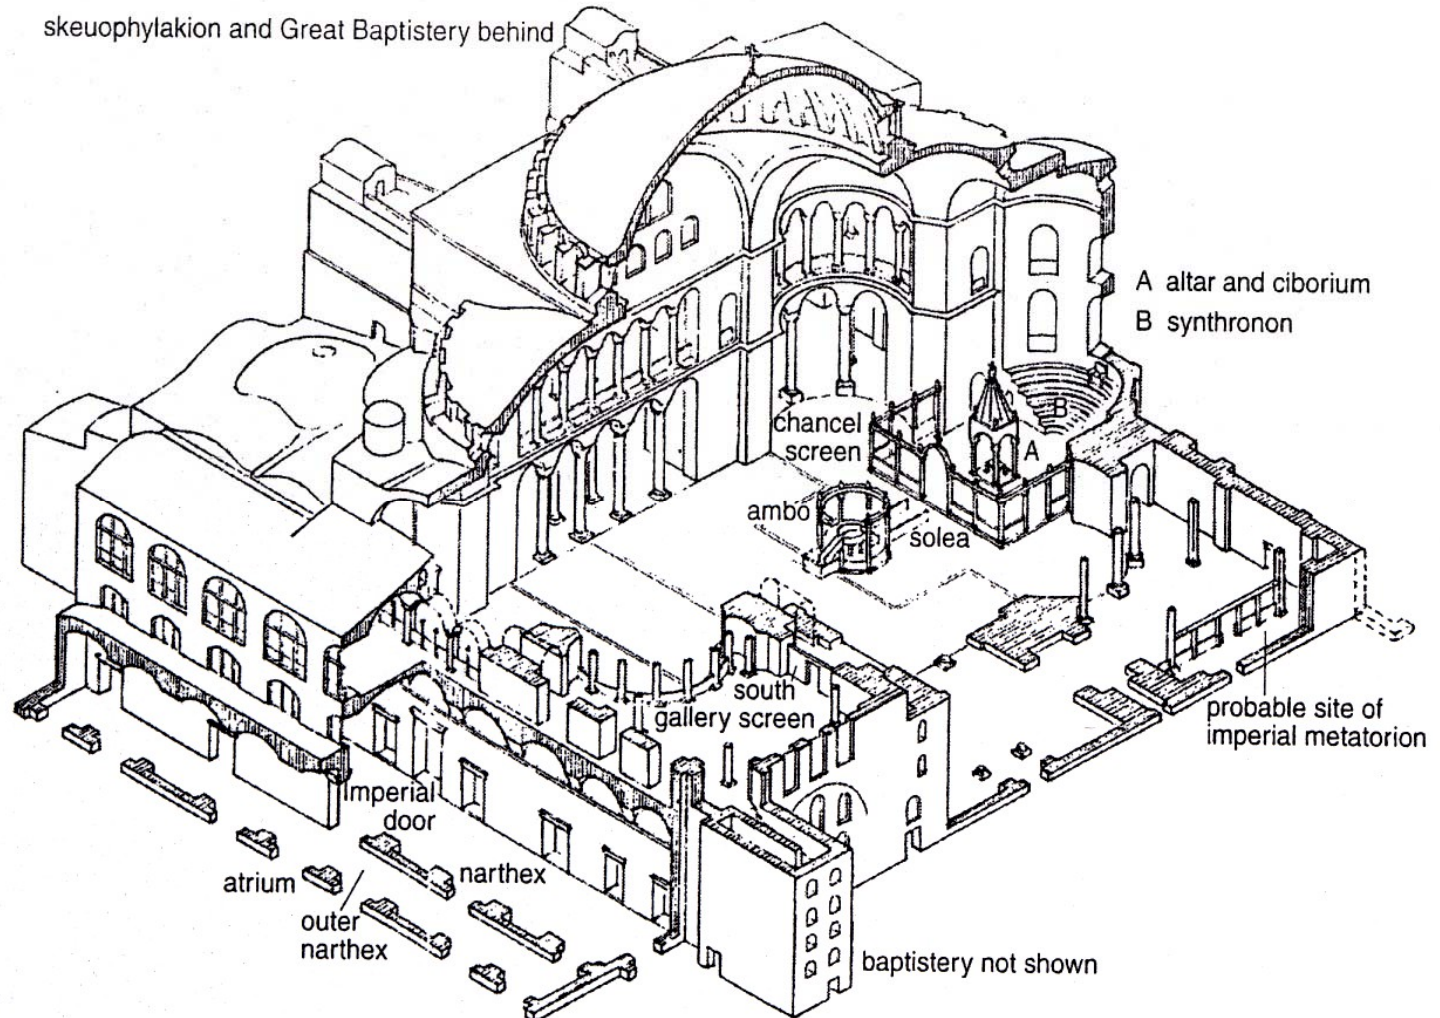 skeuophylakion and Great Baptistery behind
A altar and ciborium
B synthronon
B
chancel
screen
A
ambo
solea
south
gallery screen
probable site of
imperial metatorion
Imperial
door
narthex
atrium
outer
narthex
baptistery not shown